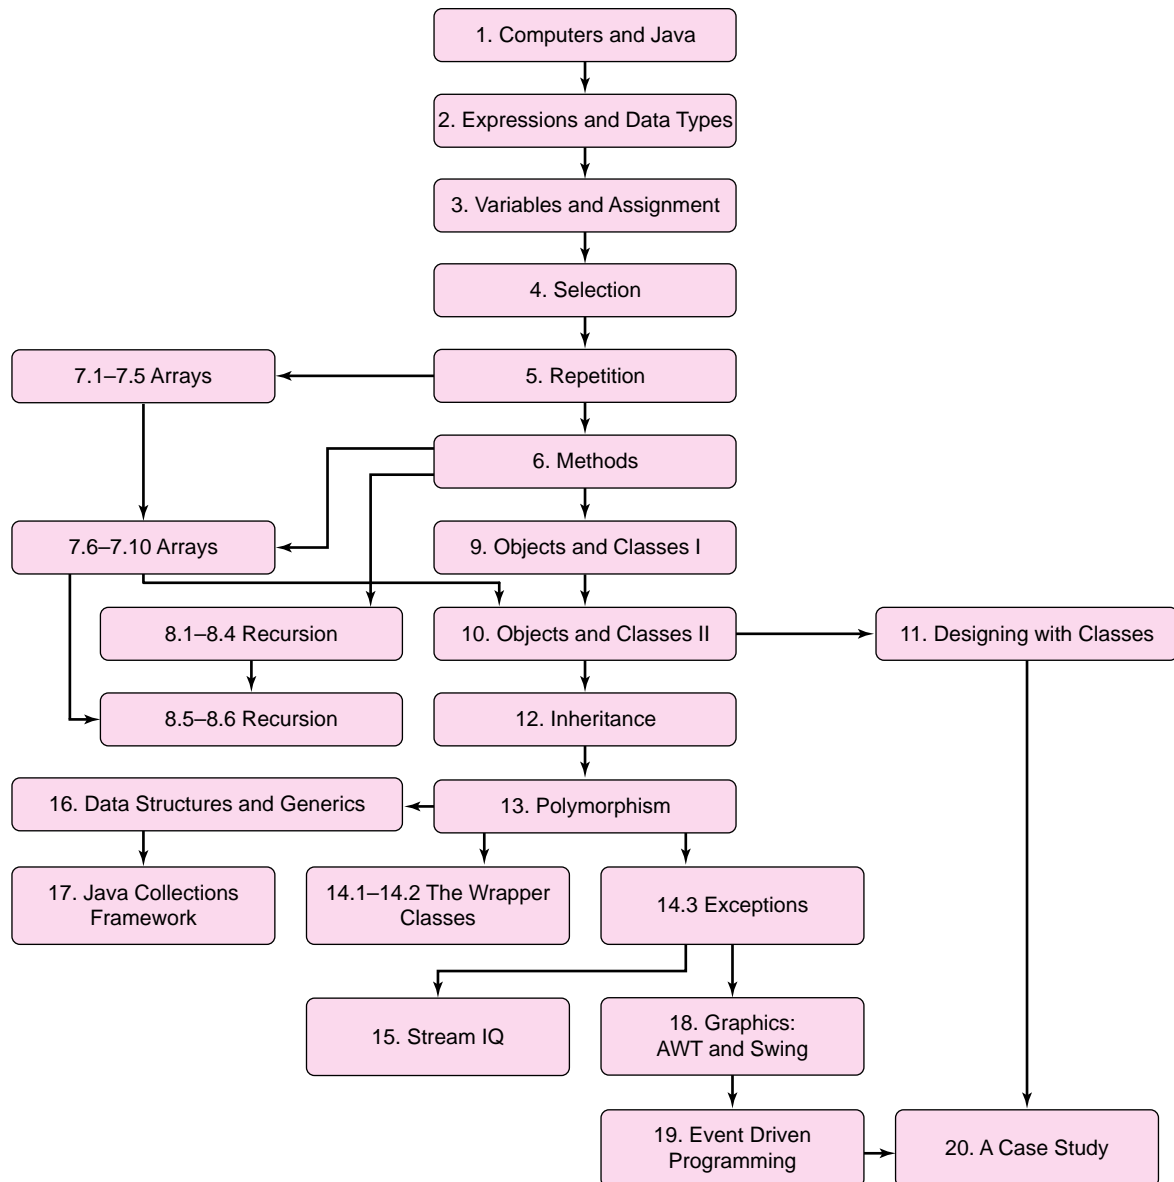 1. Computers and Java
2. Expressions and Data Types
3. Variables and Assignment
4. Selection
7.1–7.5 Arrays
5. Repetition
6. Methods
7.6–7.10 Arrays
9. Objects and Classes I
8.1–8.4 Recursion
10. Objects and Classes II
11. Designing with Classes
8.5–8.6 Recursion
12. Inheritance
16. Data Structures and Generics
13. Polymorphism
17. Java Collections
Framework
14.1–14.2 The Wrapper
Classes
14.3 Exceptions
15. Stream IQ
18. Graphics:
AWT and Swing
19. Event Driven
Programming
20. A Case Study